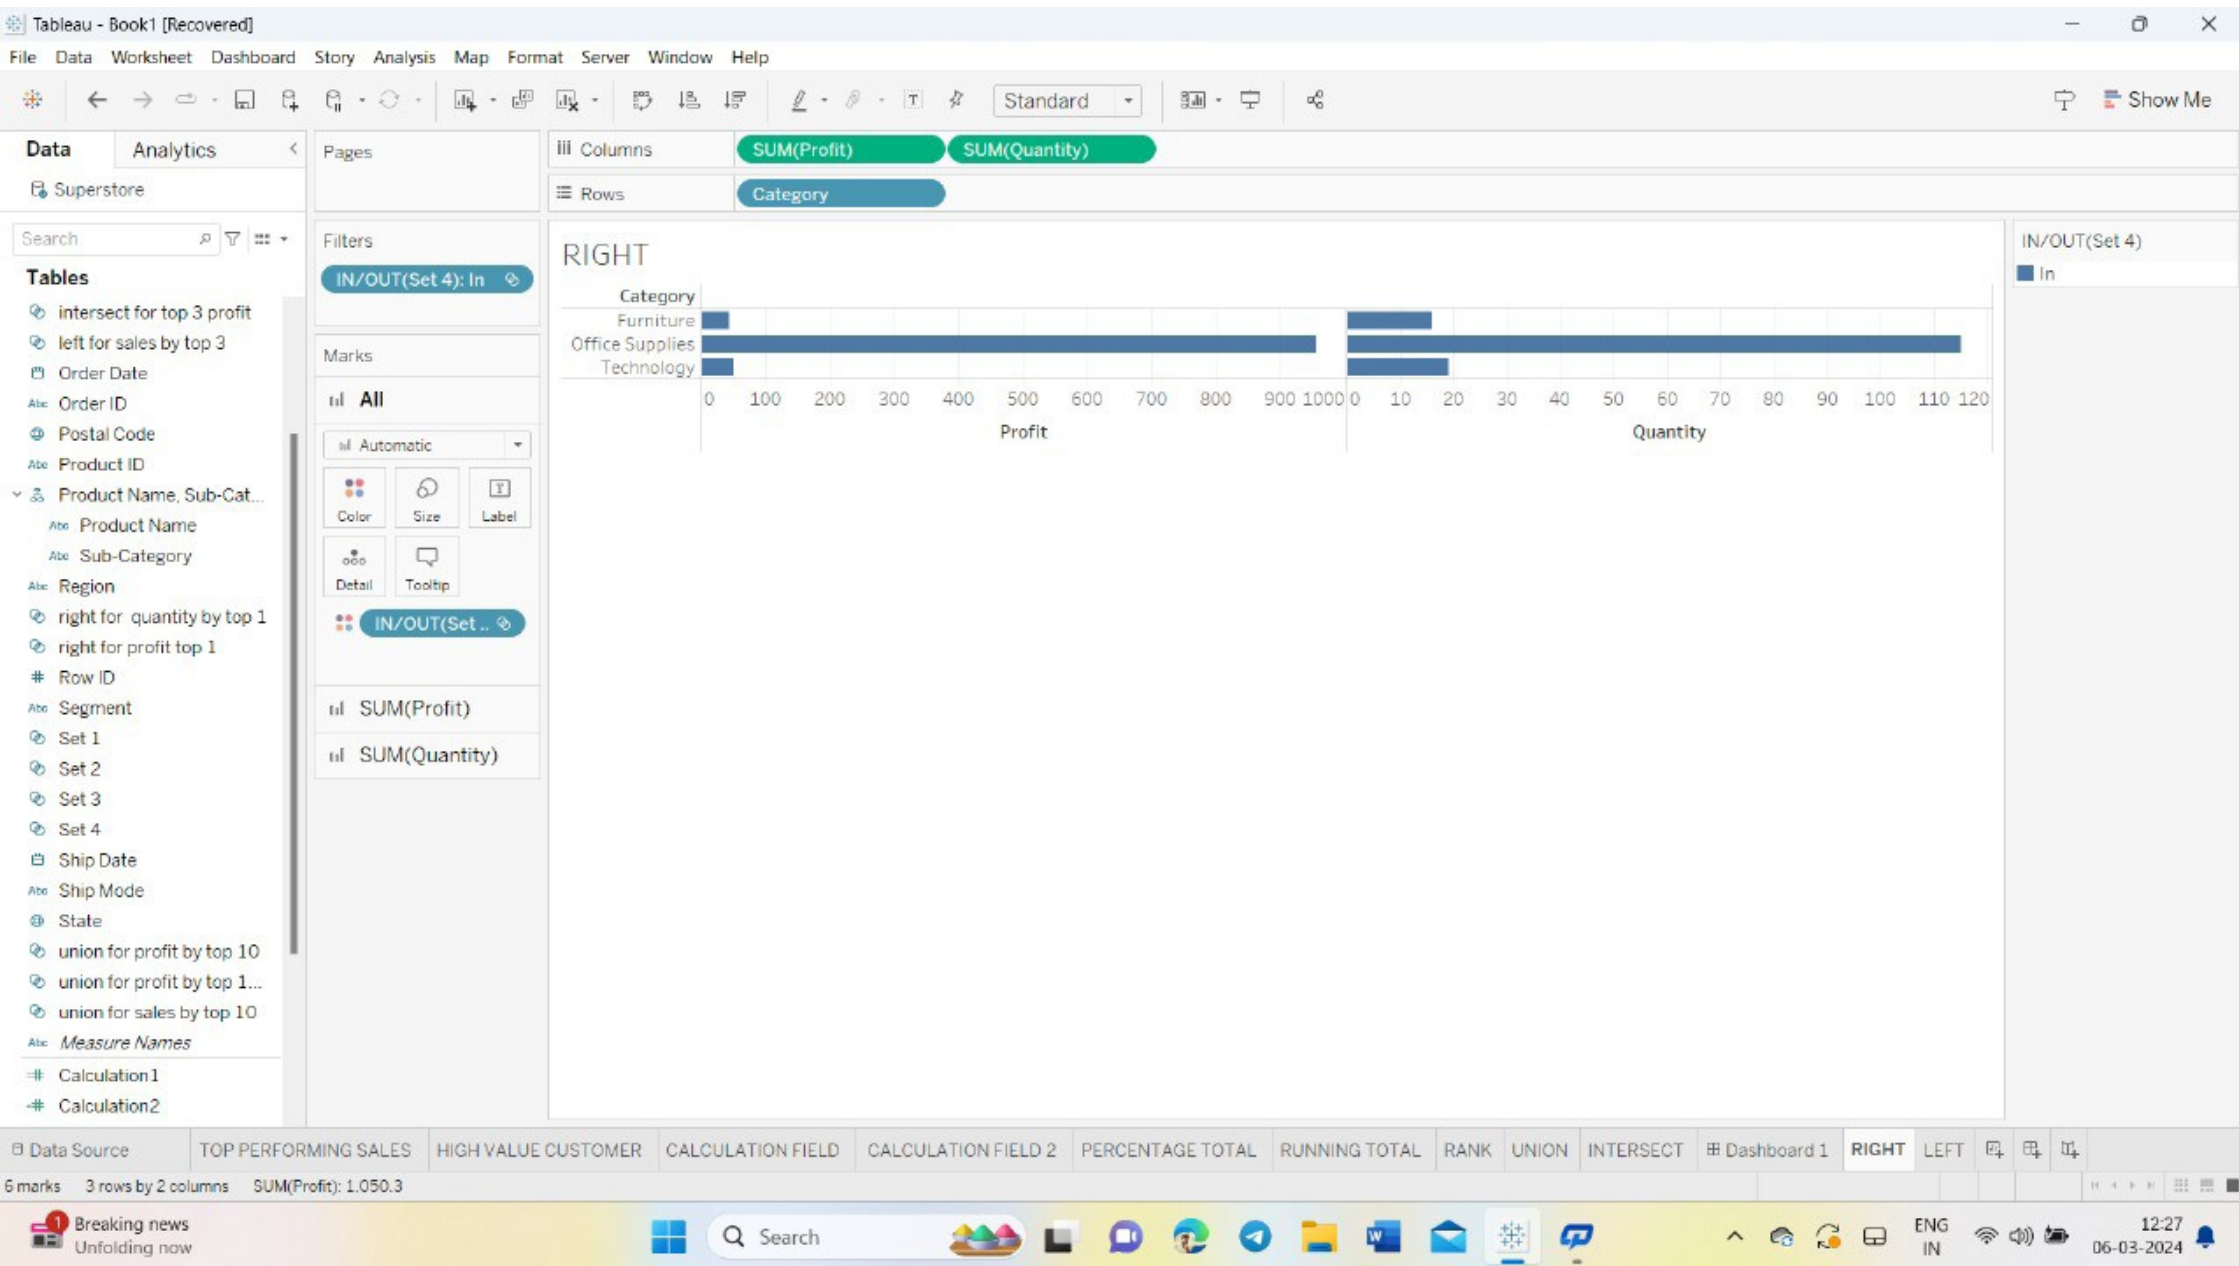 Tableau - Book1 [Recovered]
File Data Worksheet Dashboard Story Analysis Map Format Server Window Help
Standard
Show Me
Data Analytics
Superstore
Search
Tables
intersect for top 3 profit
left for sales by top 3
Order Date
Abc Order ID
Postal Code
Abc Product ID
Product Name, Sub-Cat...
Abc Product Name
Abc Sub-Category
Abc Region
right for quantity by top 1
right for profit top 1
# Row ID
Abc Segment
Set 1
Set 2
Set 3
Set 4
Ship Date
Abc Ship Mode
State
union for profit by top 10
union for profit by top 1...
union for sales by top 10
Abc Measure Names
=# Calculation1
=# Calculation2
Pages
Filters
IN/OUT(Set 4): In
Marks
All
Automatic
Color Size Label
Detail Tooltip
IN/OUT(Set ..
SUM(Profit)
SUM(Quantity)
Columns SUM(Profit) SUM(Quantity)
Rows Category
RIGHT
Category
Furniture
Office Supplies
Technology
0 100 200 300 400 500 600 700 800 900 1000 0 10 20 30 40 50 60 70 80 90 100 110 120
Profit Quantity
IN/OUT(Set 4)
In
Data Source TOP PERFORMING SALES HIGH VALUE CUSTOMER CALCULATION FIELD CALCULATION FIELD 2 PERCENTAGE TOTAL RUNNING TOTAL RANK UNION INTERSECT Dashboard 1 RIGHT LEFT
6 marks 3 rows by 2 columns SUM(Profit): 1.050.3
1
Breaking news
Unfolding now
Search
W
ENG
IN
12:27
06-03-2024